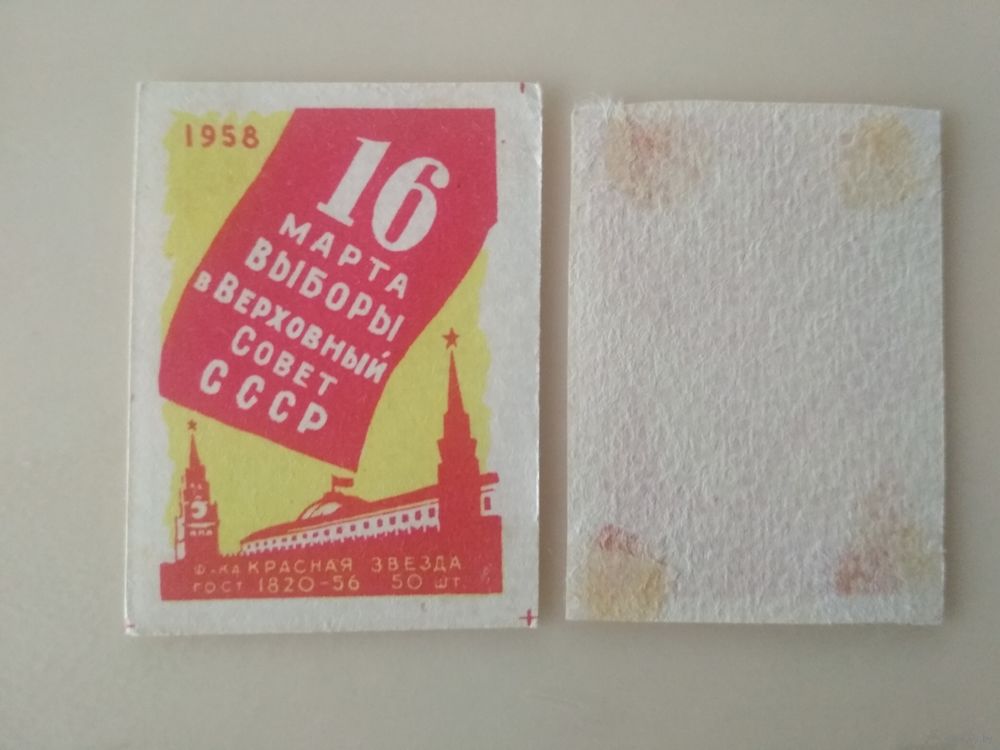 1958
16
МАРТА
ВЫБОРЫ
в ВЕРХОВНЫЙ
СОВЕТ
СССР
Ф-КА КРАСНАЯ ЗВЕЗДА
ГОСТ 1820-56 50 ШТ.